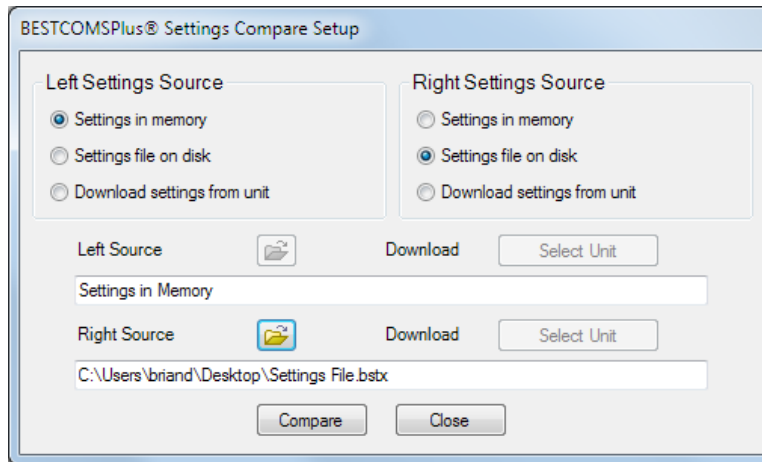 BESTCOMSPlus® Settings Compare Setup
Left Settings Source
Right Settings Source
Settings in memory
Settings in memory
Settings file on disk
Settings file on disk
Download settings from unit
Download settings from unit
Left Source
Download
Select Unit
Settings in Memory
Right Source
Download
Select Unit
C:\Users\briand\Desktop\Settings File.bstx
Compare
Close